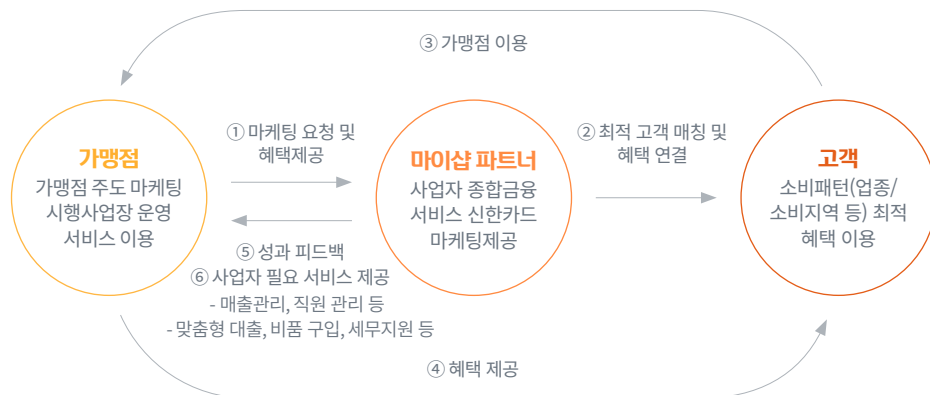 ③ 가맹점 이용
① 마케팅 요청 및
혜택제공
② 최적 고객 매칭 및
혜택 연결
가맹점
가맹점 주도 마케팅
시행사업장 운영
서비스 이용
마이샵 파트너
사업자 종합금융
서비스 신한카드
마케팅제공
고객
소비패턴(업종/
소비지역 등) 최적
혜택 이용
⑤ 성과 피드백
⑥ 사업자 필요 서비스 제공
- 매출관리, 직원 관리 등
- 맞춤형 대출, 비품 구입, 세무지원 등
④ 혜택 제공